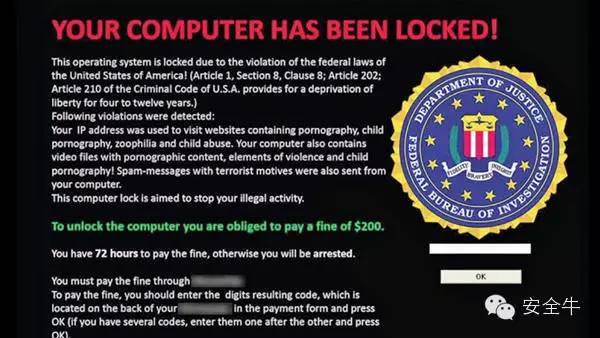 YOUR COMPUTER HAS BEEN LOCKED!
This operating system is locked due to the violation of the federal laws of
the United States of America! (Article 1, Section 8, Clause 8; Article 202;
Article 210 of the Criminal Code of U.S.A. provides for a deprivation of
liberty for four to twelve years.)
Following violations were detected:
Your IP address was used to visit websites containing pornography, child
pornography, zoophilia and child abuse. Your computer also contains
video files with pornographic content, elements of violence and child
pornography! Spam-messages with terrorist motives were also sent from
your computer.
This computer lock is aimed to stop your illegal activity.
To unlock the computer you are obliged to pay a fine of $200.
You have 72 hours to pay the fine, otherwise you will be arrested.
You must pay the fine through
To pay the fine, you should enter the digits resulting code, which is
located on the back of your in the payment form and press
OK (if you have several codes, enter them one after the other and press
OK).
DEPARTMENT OF JUSTICE
FIDELITY BRAVERY INTEGRITY
FEDERAL BUREAU OF INVESTIGATION
OK
安全牛